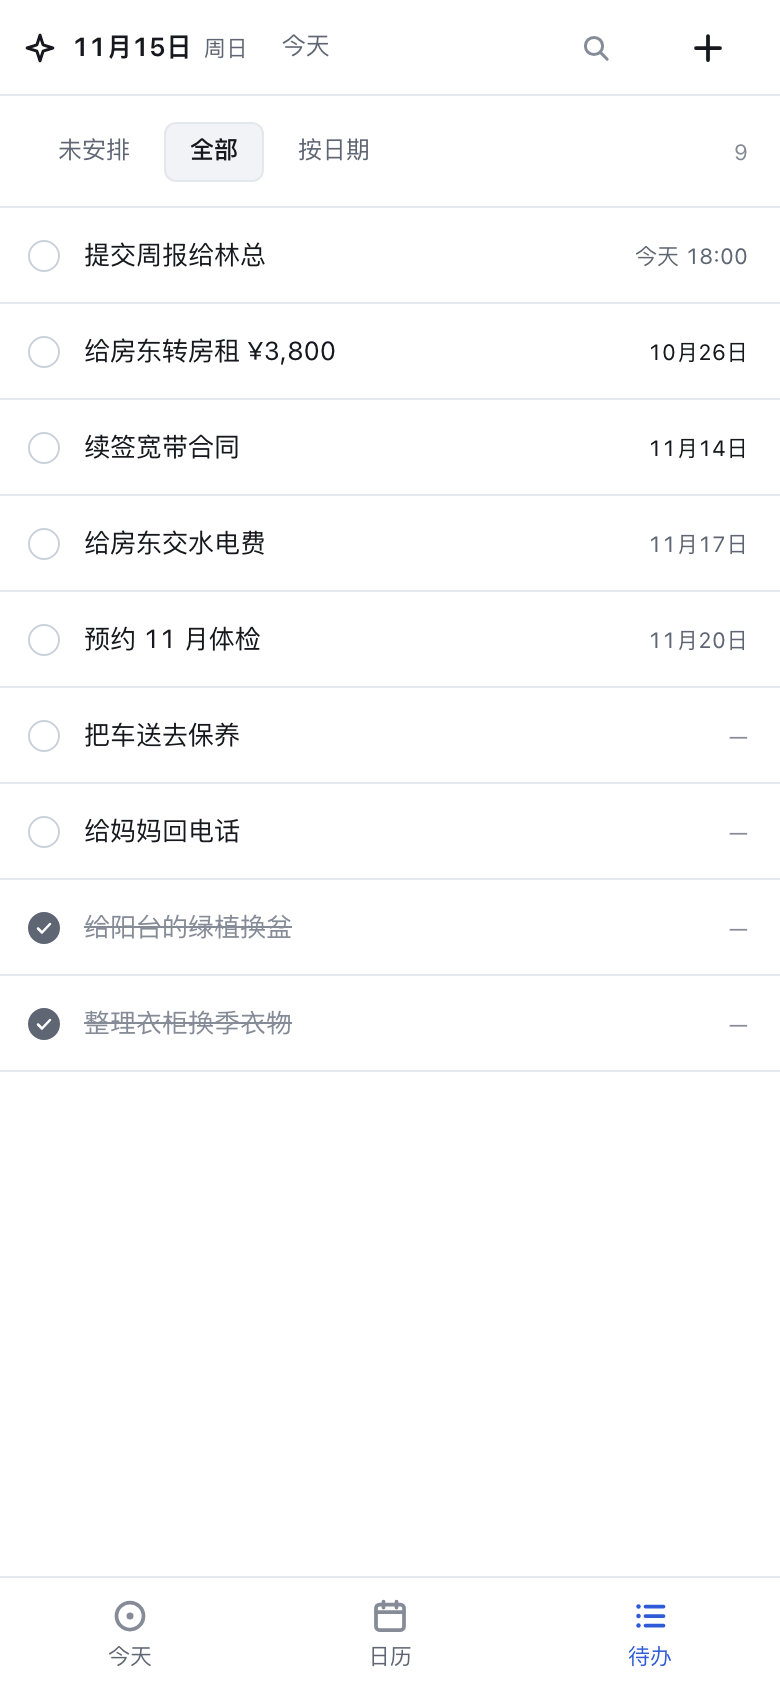 11月15日 周日 今天
未安排 全部 按日期 9
提交周报给林总 今天 18:00
给房东转房租 ¥3,800 10月26日
续签宽带合同 11月14日
给房东交水电费 11月17日
预约 11 月体检 11月20日
把车送去保养 —
给妈妈回电话 —
给阳台的绿植换盆 —
整理衣柜换季衣物 —
今天 日历 待办